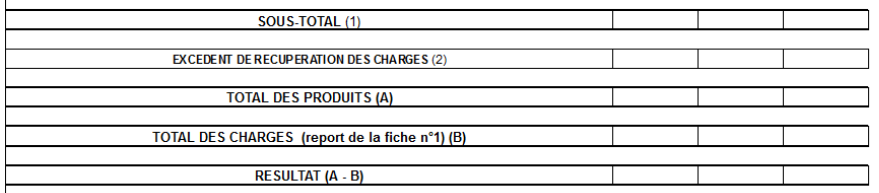 SOUS-TOTAL (1)
EXCEDENT DE RECUPERATION DES CHARGES (2)
TOTAL DES PRODUITS (A)
TOTAL DES CHARGES (report de la fiche n°1) (B)
RESULTAT (A - B)